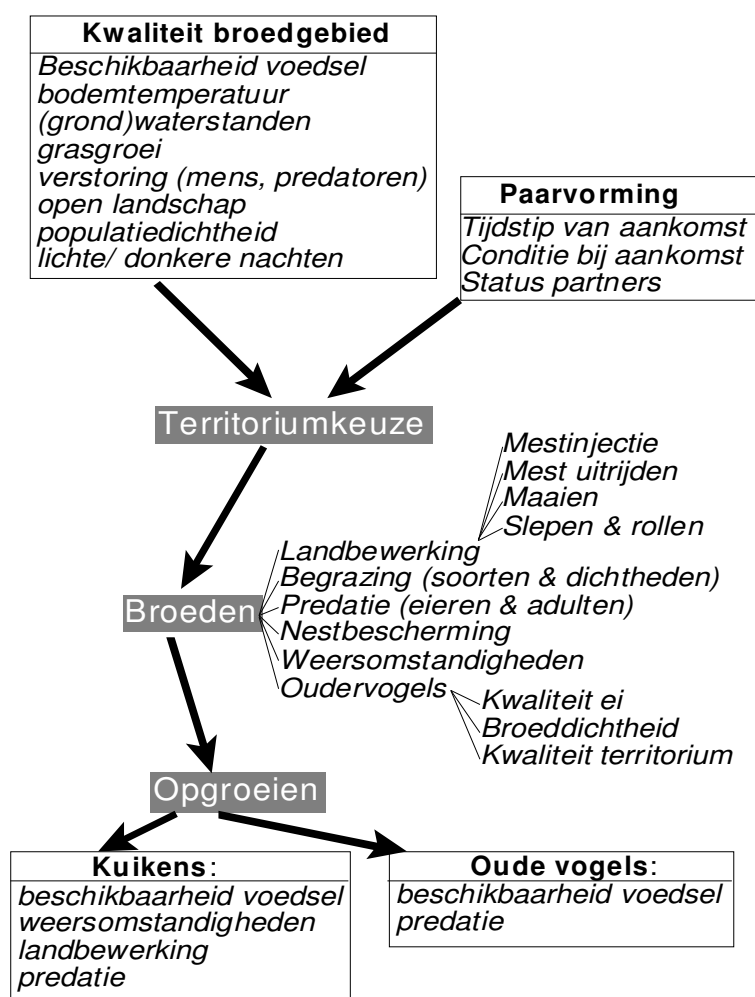 Kwaliteit broedgebied
Beschikbaarheid voedsel
bodemtemperatuur
(grond)waterstanden
grasgroei
verstoring (mens, predatoren)
open landschap
populatiedichtheid
lichte/ donkere nachten
Paarvorming
Tijdstip van aankomst
Conditie bij aankomst
Status partners
Territoriumkeuze
Mestinjectie
Mest uitrijden
Maaien
Slepen & rollen
Landbewerking
Begrazing (soorten & dichtheden)
Broeden
Predatie (eieren & adulten)
Nestbescherming
Weersomstandigheden
Oudervogels
Kwaliteit ei
Broeddichtheid
Kwaliteit territorium
Opgroeien
Kuikens:
beschikbaarheid voedsel
weersomstandigheden
landbewerking
predatie
Oude vogels:
beschikbaarheid voedsel
predatie